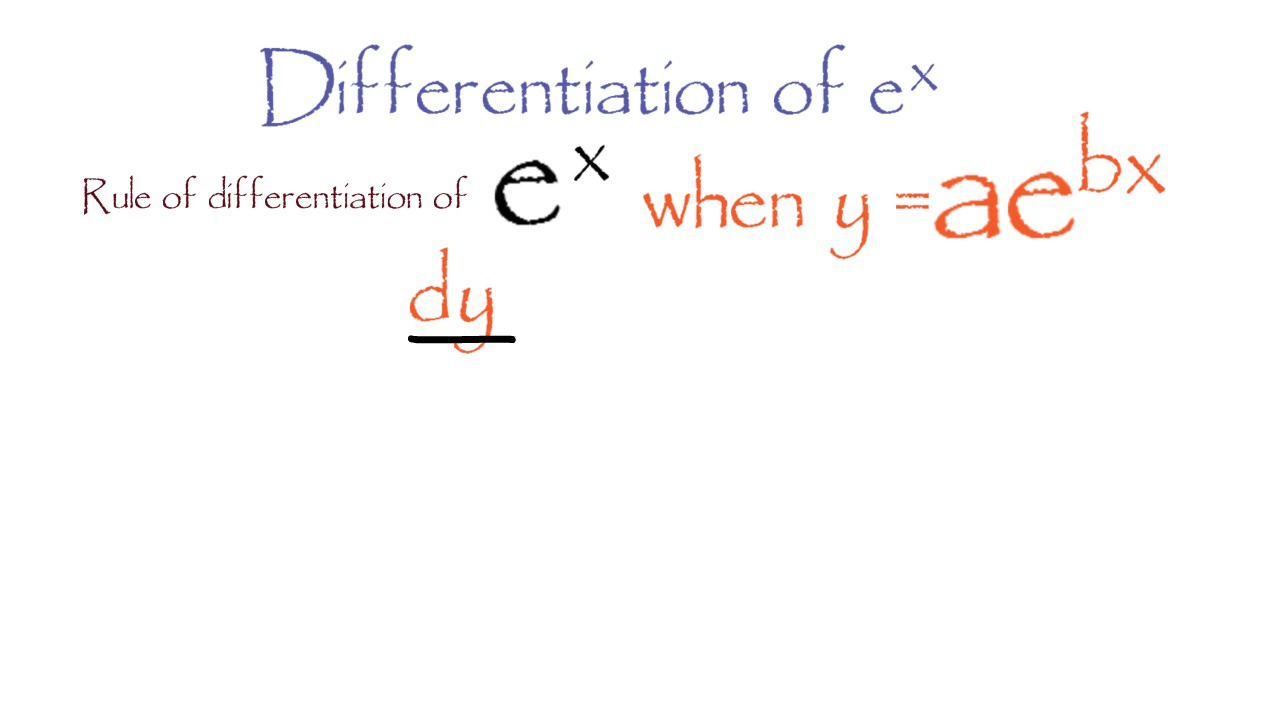 Differentiation of eˣ
Rule of differentiation of eˣ when y =aeᵇˣ
dy